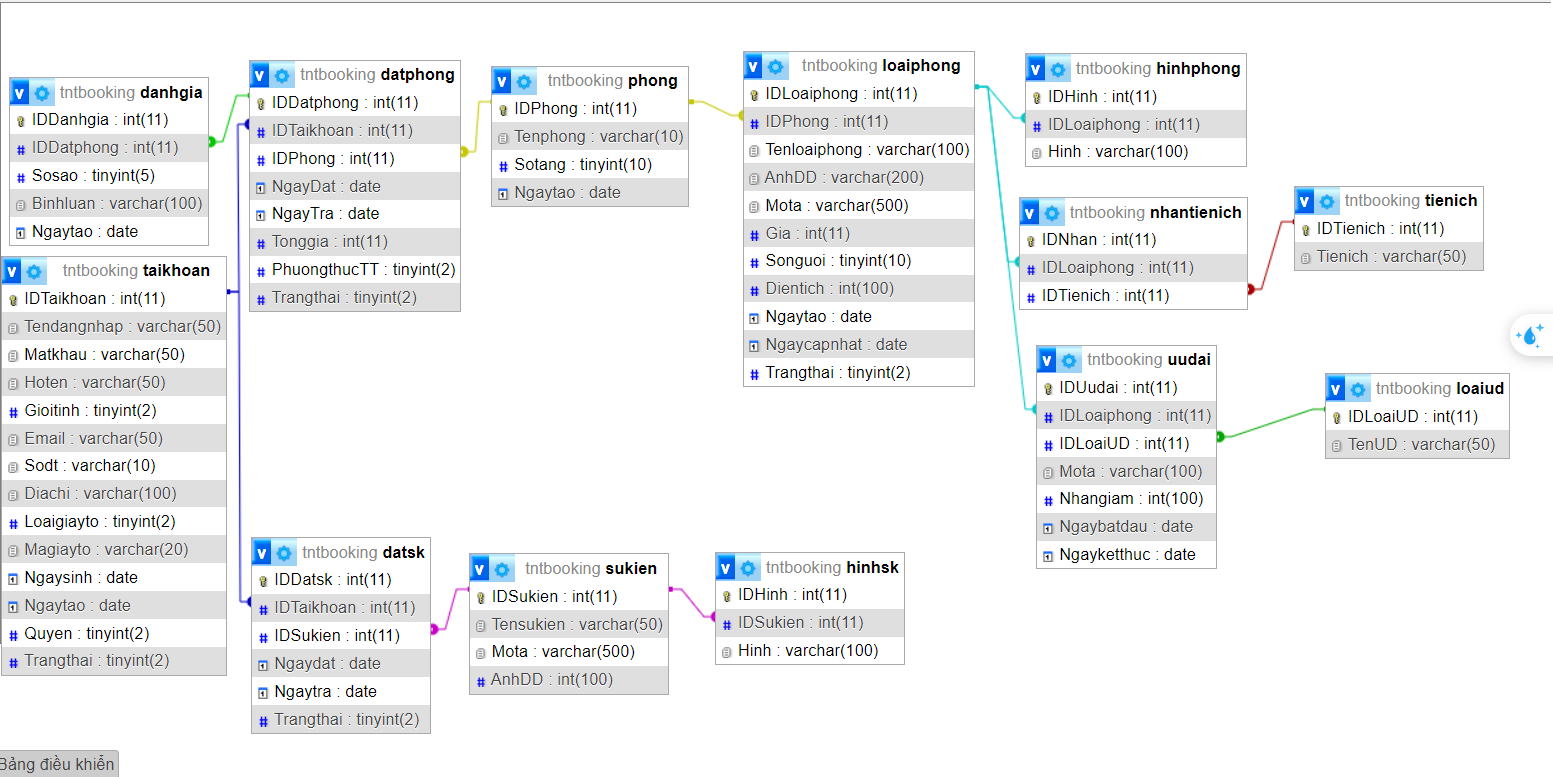 tntbooking danhgia
IDDanhgia : int(11)
IDDatphong : int(11)
Sosao : tinyint(5)
Binhluan : varchar(100)
Ngaytao : date
tntbooking taikhoan
IDTaikhoan : int(11)
Tendangnhap : varchar(50)
Matkhau : varchar(50)
Hoten : varchar(50)
Gioitinh : tinyint(2)
Email : varchar(50)
Sodt : varchar(10)
Diachi : varchar(100)
Loaigiayto : tinyint(2)
Magiayto : varchar(20)
Ngaysinh : date
Ngaytao : date
Quyen : tinyint(2)
Trangthai : tinyint(2)
tntbooking datphong
IDDatphong : int(11)
IDTaikhoan : int(11)
IDPhong : int(11)
NgayDat : date
NgayTra : date
Tonggia : int(11)
PhuongthucTT : tinyint(2)
Trangthai : tinyint(2)
tntbooking datsk
IDDatsk : int(11)
IDTaikhoan : int(11)
IDSukien : int(11)
Ngaydat : date
Ngaytra : date
Trangthai : tinyint(2)
tntbooking phong
IDPhong : int(11)
Tenphong : varchar(10)
Sotang : tinyint(10)
Ngaytao : date
tntbooking sukien
IDSukien : int(11)
Tensukien : varchar(50)
Mota : varchar(500)
AnhDD : int(100)
tntbooking loaiphong
IDLoaiphong : int(11)
IDPhong : int(11)
Tenloaiphong : varchar(100)
AnhDD : varchar(200)
Mota : varchar(500)
Gia : int(11)
Songuoi : tinyint(10)
Dientich : int(100)
Ngaytao : date
Ngaycapnhat : date
Trangthai : tinyint(2)
tntbooking hinhsk
IDHinh : int(11)
IDSukien : int(11)
Hinh : varchar(100)
tntbooking hinhphong
IDHinh : int(11)
IDLoaiphong : int(11)
Hinh : varchar(100)
tntbooking nhantienich
IDNhan : int(11)
IDLoaiphong : int(11)
IDTienich : int(11)
tntbooking uudai
IDUudai : int(11)
IDLoaiphong : int(11)
IDLoaiUD : int(11)
Mota : varchar(100)
Nhangiam : int(100)
Ngaybatdau : date
Ngayketthuc : date
tntbooking tienich
IDTienich : int(11)
Tienich : varchar(50)
tntbooking loaiud
IDLoaiUD : int(11)
TenUD : varchar(50)
Bảng điều khiển